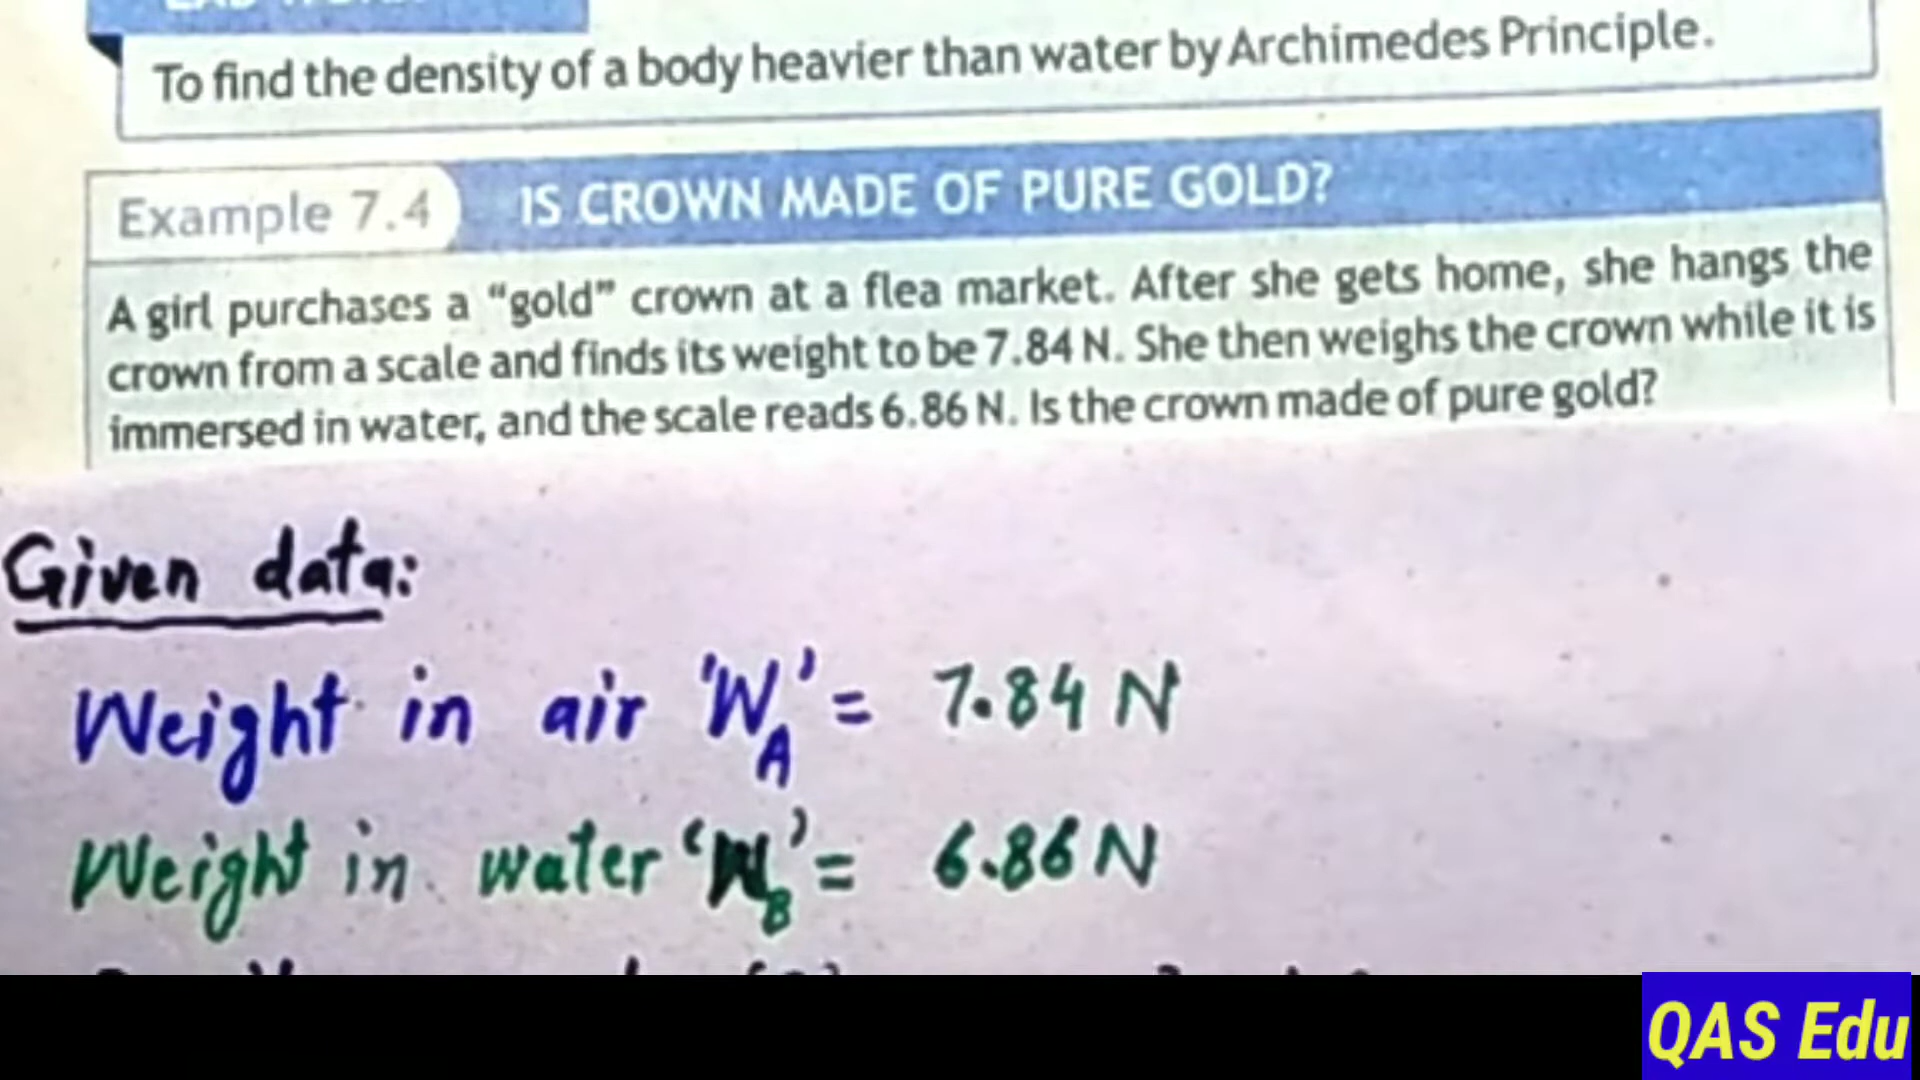 To find the density of a body heavier than water by Archimedes Principle.
Example 7.4 IS CROWN MADE OF PURE GOLD?
A girl purchases a “gold” crown at a flea market. After she gets home, she hangs the
crown from a scale and finds its weight to be 7.84 N. She then weighs the crown while it is
immersed in water, and the scale reads 6.86 N. Is the crown made of pure gold?
Given data:
Weight in air 'W_A' = 7.84 N
Weight in water 'W_B' = 6.86 N
QAS Edu